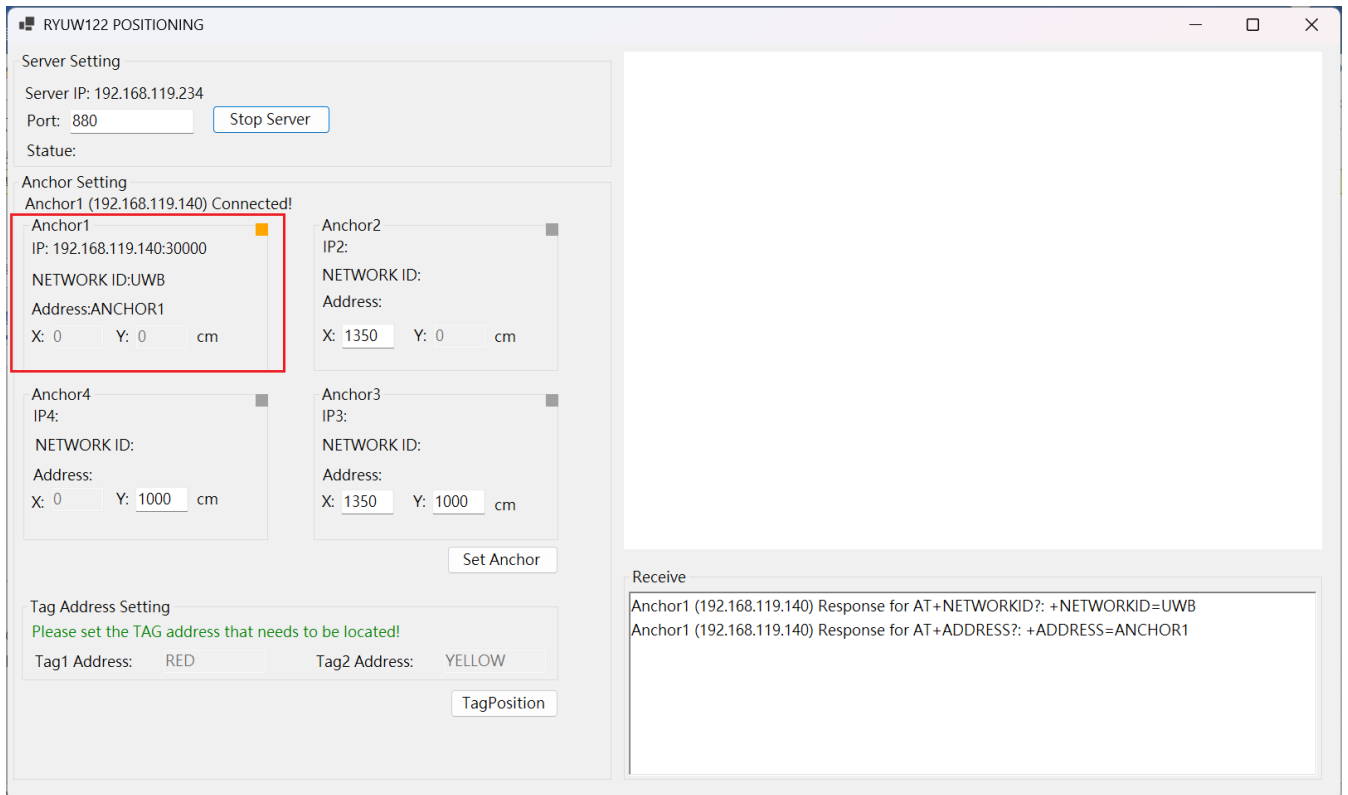 RYUW122 POSITIONING
Server Setting
Server IP: 192.168.119.234
Port: 880 Stop Server
Statue:
Anchor Setting
Anchor1 (192.168.119.140) Connected!
Anchor1
IP: 192.168.119.140:30000
NETWORK ID:UWB
Address:ANCHOR1
X: 0 Y: 0 cm
Anchor2
IP2:
NETWORK ID:
Address:
X: 1350 Y: 0 cm
Anchor4
IP4:
NETWORK ID:
Address:
X: 0 Y: 1000 cm
Anchor3
IP3:
NETWORK ID:
Address:
X: 1350 Y: 1000 cm
Set Anchor
Tag Address Setting
Please set the TAG address that needs to be located!
Tag1 Address: RED Tag2 Address: YELLOW
TagPosition
Receive
Anchor1 (192.168.119.140) Response for AT+NETWORKID?: +NETWORKID=UWB
Anchor1 (192.168.119.140) Response for AT+ADDRESS?: +ADDRESS=ANCHOR1